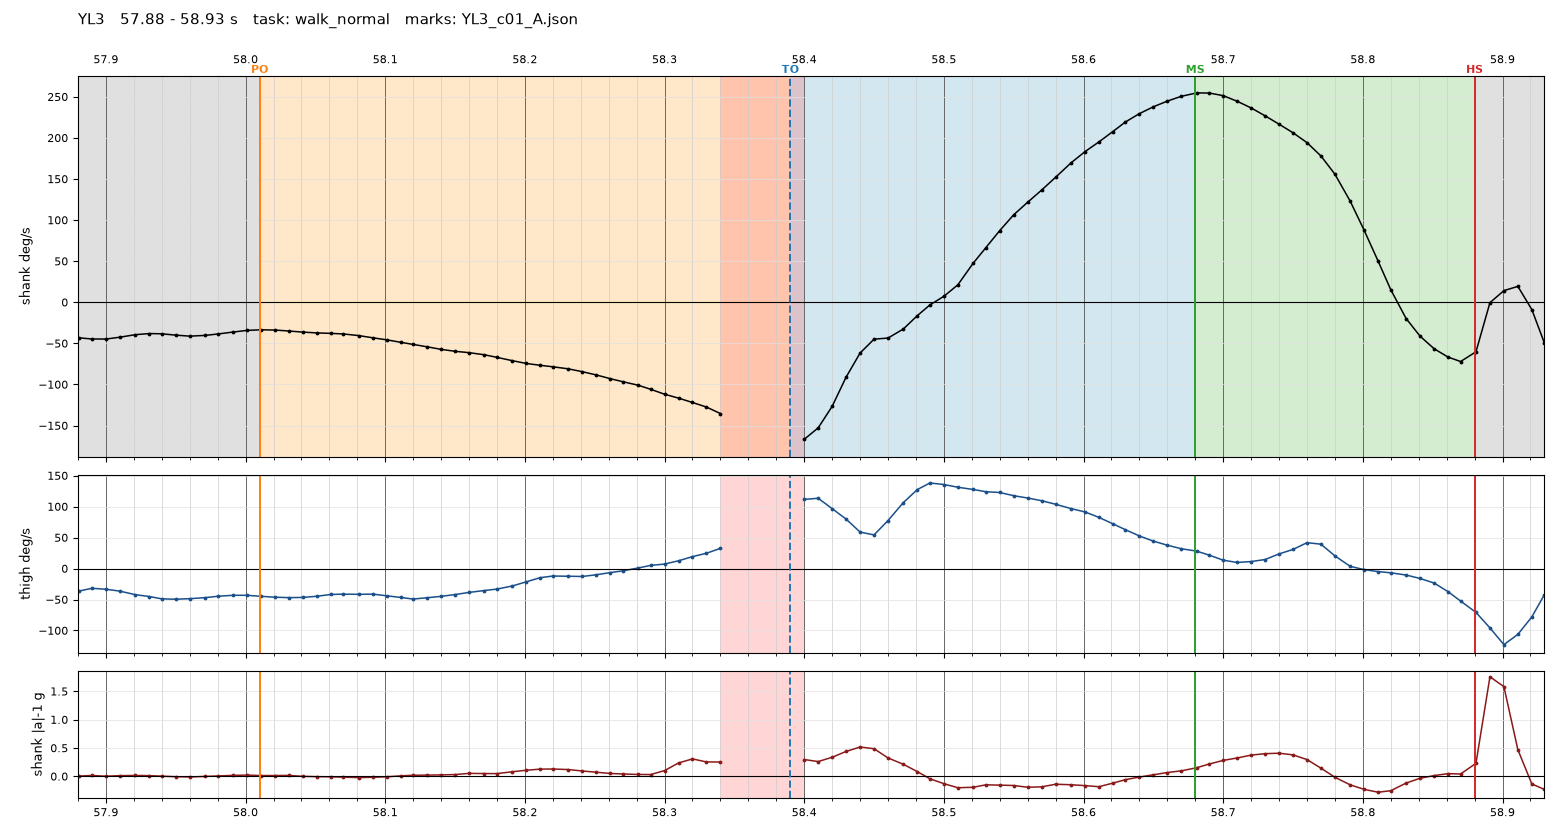 YL3   57.88 - 58.93 s   task: walk_normal   marks: YL3_c01_A.json
57.9 58.0 58.1 58.2 58.3 58.4 58.5 58.6 58.7 58.8 58.9
PO TO MS HS
shank deg/s
250
200
150
100
50
0
−50
−100
−150
thigh deg/s
150
100
50
0
−50
−100
shank |a|-1 g
1.5
1.0
0.5
0.0
57.9 58.0 58.1 58.2 58.3 58.4 58.5 58.6 58.7 58.8 58.9